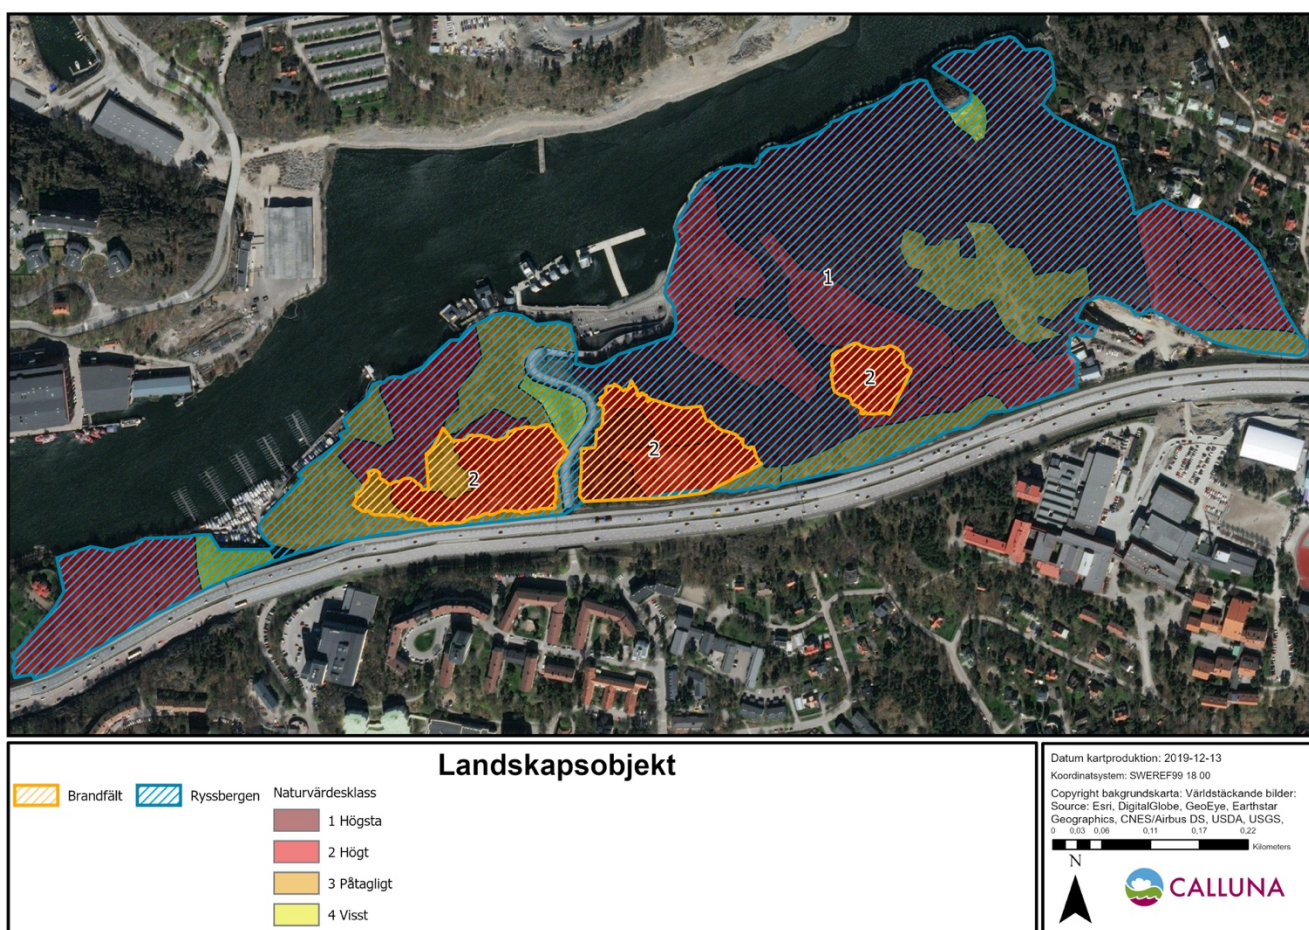 1
2
2
2
Landskapsobjekt
Brandfält
Ryssbergen
Naturvärdesklass
1 Högsta
2 Högt
3 Påtagligt
4 Visst
Datum kartproduktion: 2019-12-13
Koordinatsystem: SWEREF99 18 00
Copyright bakgrundskarta: Världstäckande bilder:
Source: Esri, DigitalGlobe, GeoEye, Earthstar
Geographics, CNES/Airbus DS, USDA, USGS,
0 0,03 0,06 0,11 0,17 0,22
Kilometers
N
CALLUNA